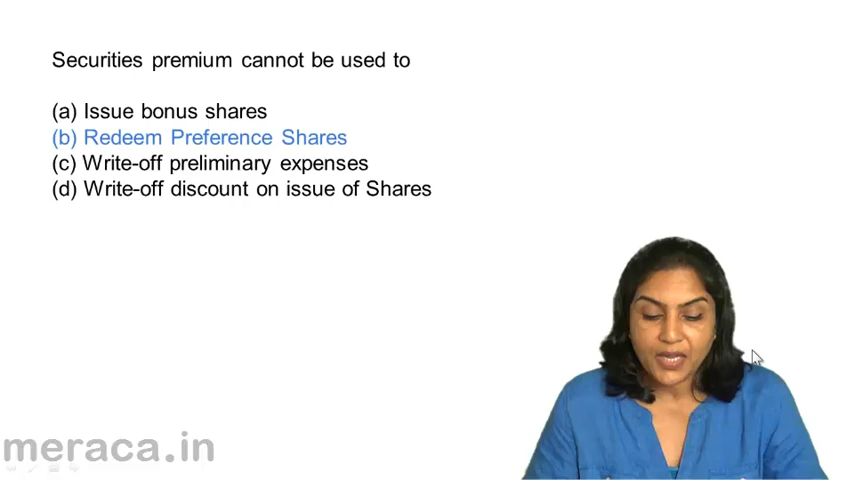 Securities premium cannot be used to
(a) Issue bonus shares
(b) Redeem Preference Shares
(c) Write-off preliminary expenses
(d) Write-off discount on issue of Shares
meraca.in